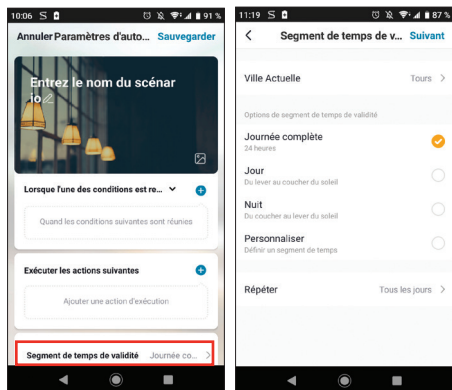 10:06 S 91 %
Annuler Paramètres d'auto... Sauvegarder
Entrez le nom du scénar
io
Lorsque l'une des conditions est re...
Quand les conditions suivantes sont réunies
Exécuter les actions suivantes
Ajouter une action d'exécution
Segment de temps de validité Journée co...
11:19 S 87 %
Segment de temps de v... Suivant
Ville Actuelle Tours
Options de segment de temps de validité
Journée complète
24 heures
Jour
Du lever au coucher du soleil
Nuit
Du coucher au lever du soleil
Personnaliser
Définir un segment de temps
Répéter Tous les jours